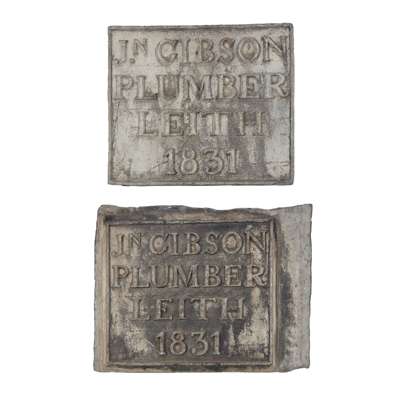 Jⁿ GIBSON
PLUMBER
LEITH
1831
Jⁿ GIBSON
PLUMBER
LEITH
1831